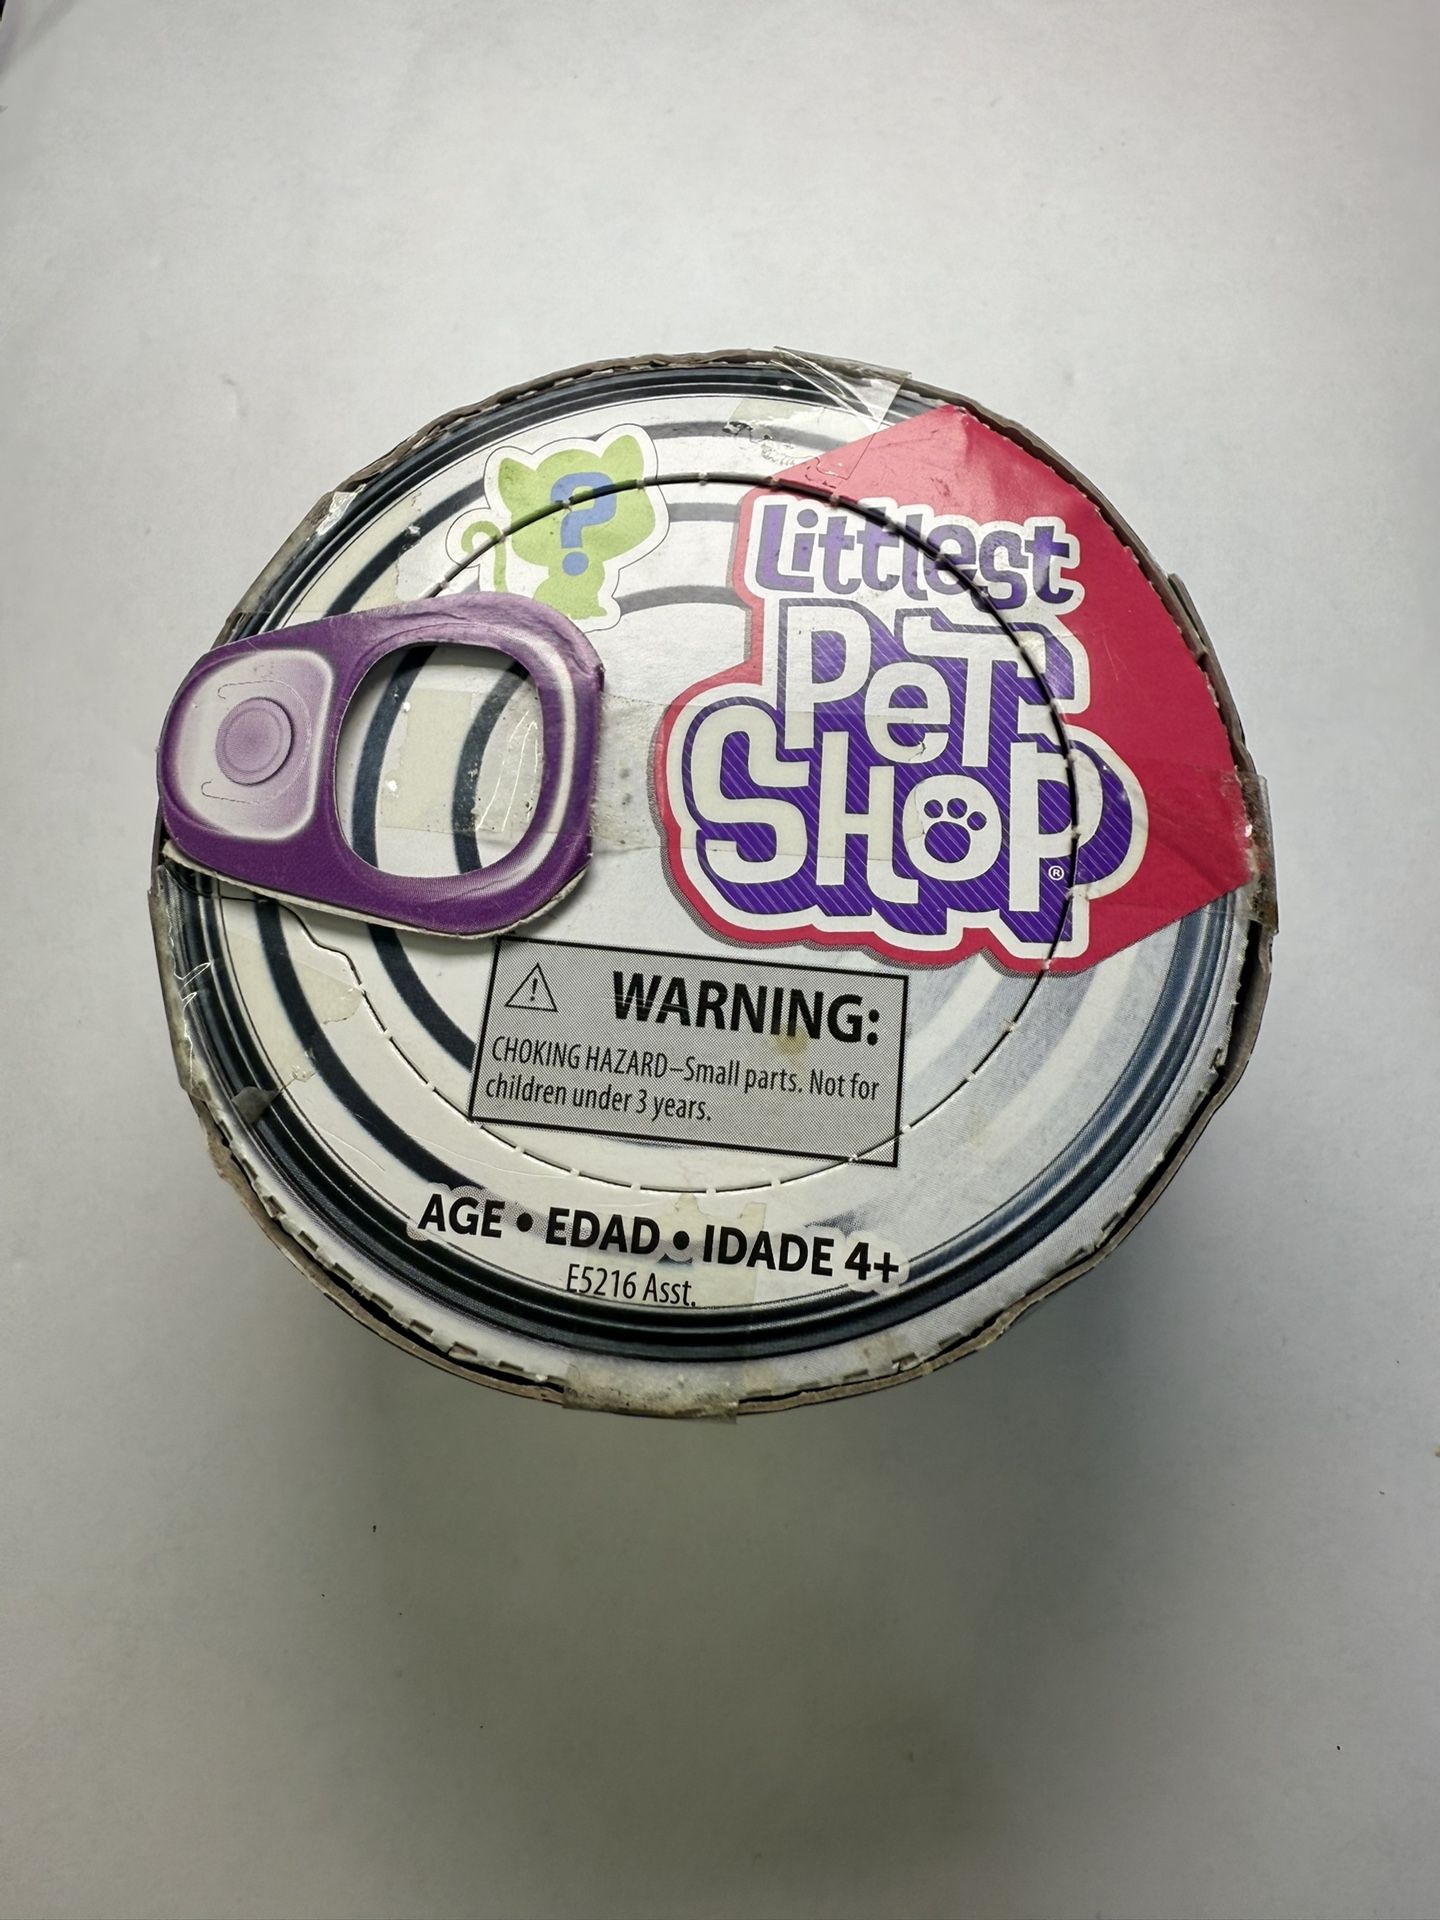 ?
Littlest
PeT
SHOP®
WARNING:
CHOKING HAZARD–Small parts. Not for
children under 3 years.
AGE • EDAD • IDADE 4+
E5216 Asst.